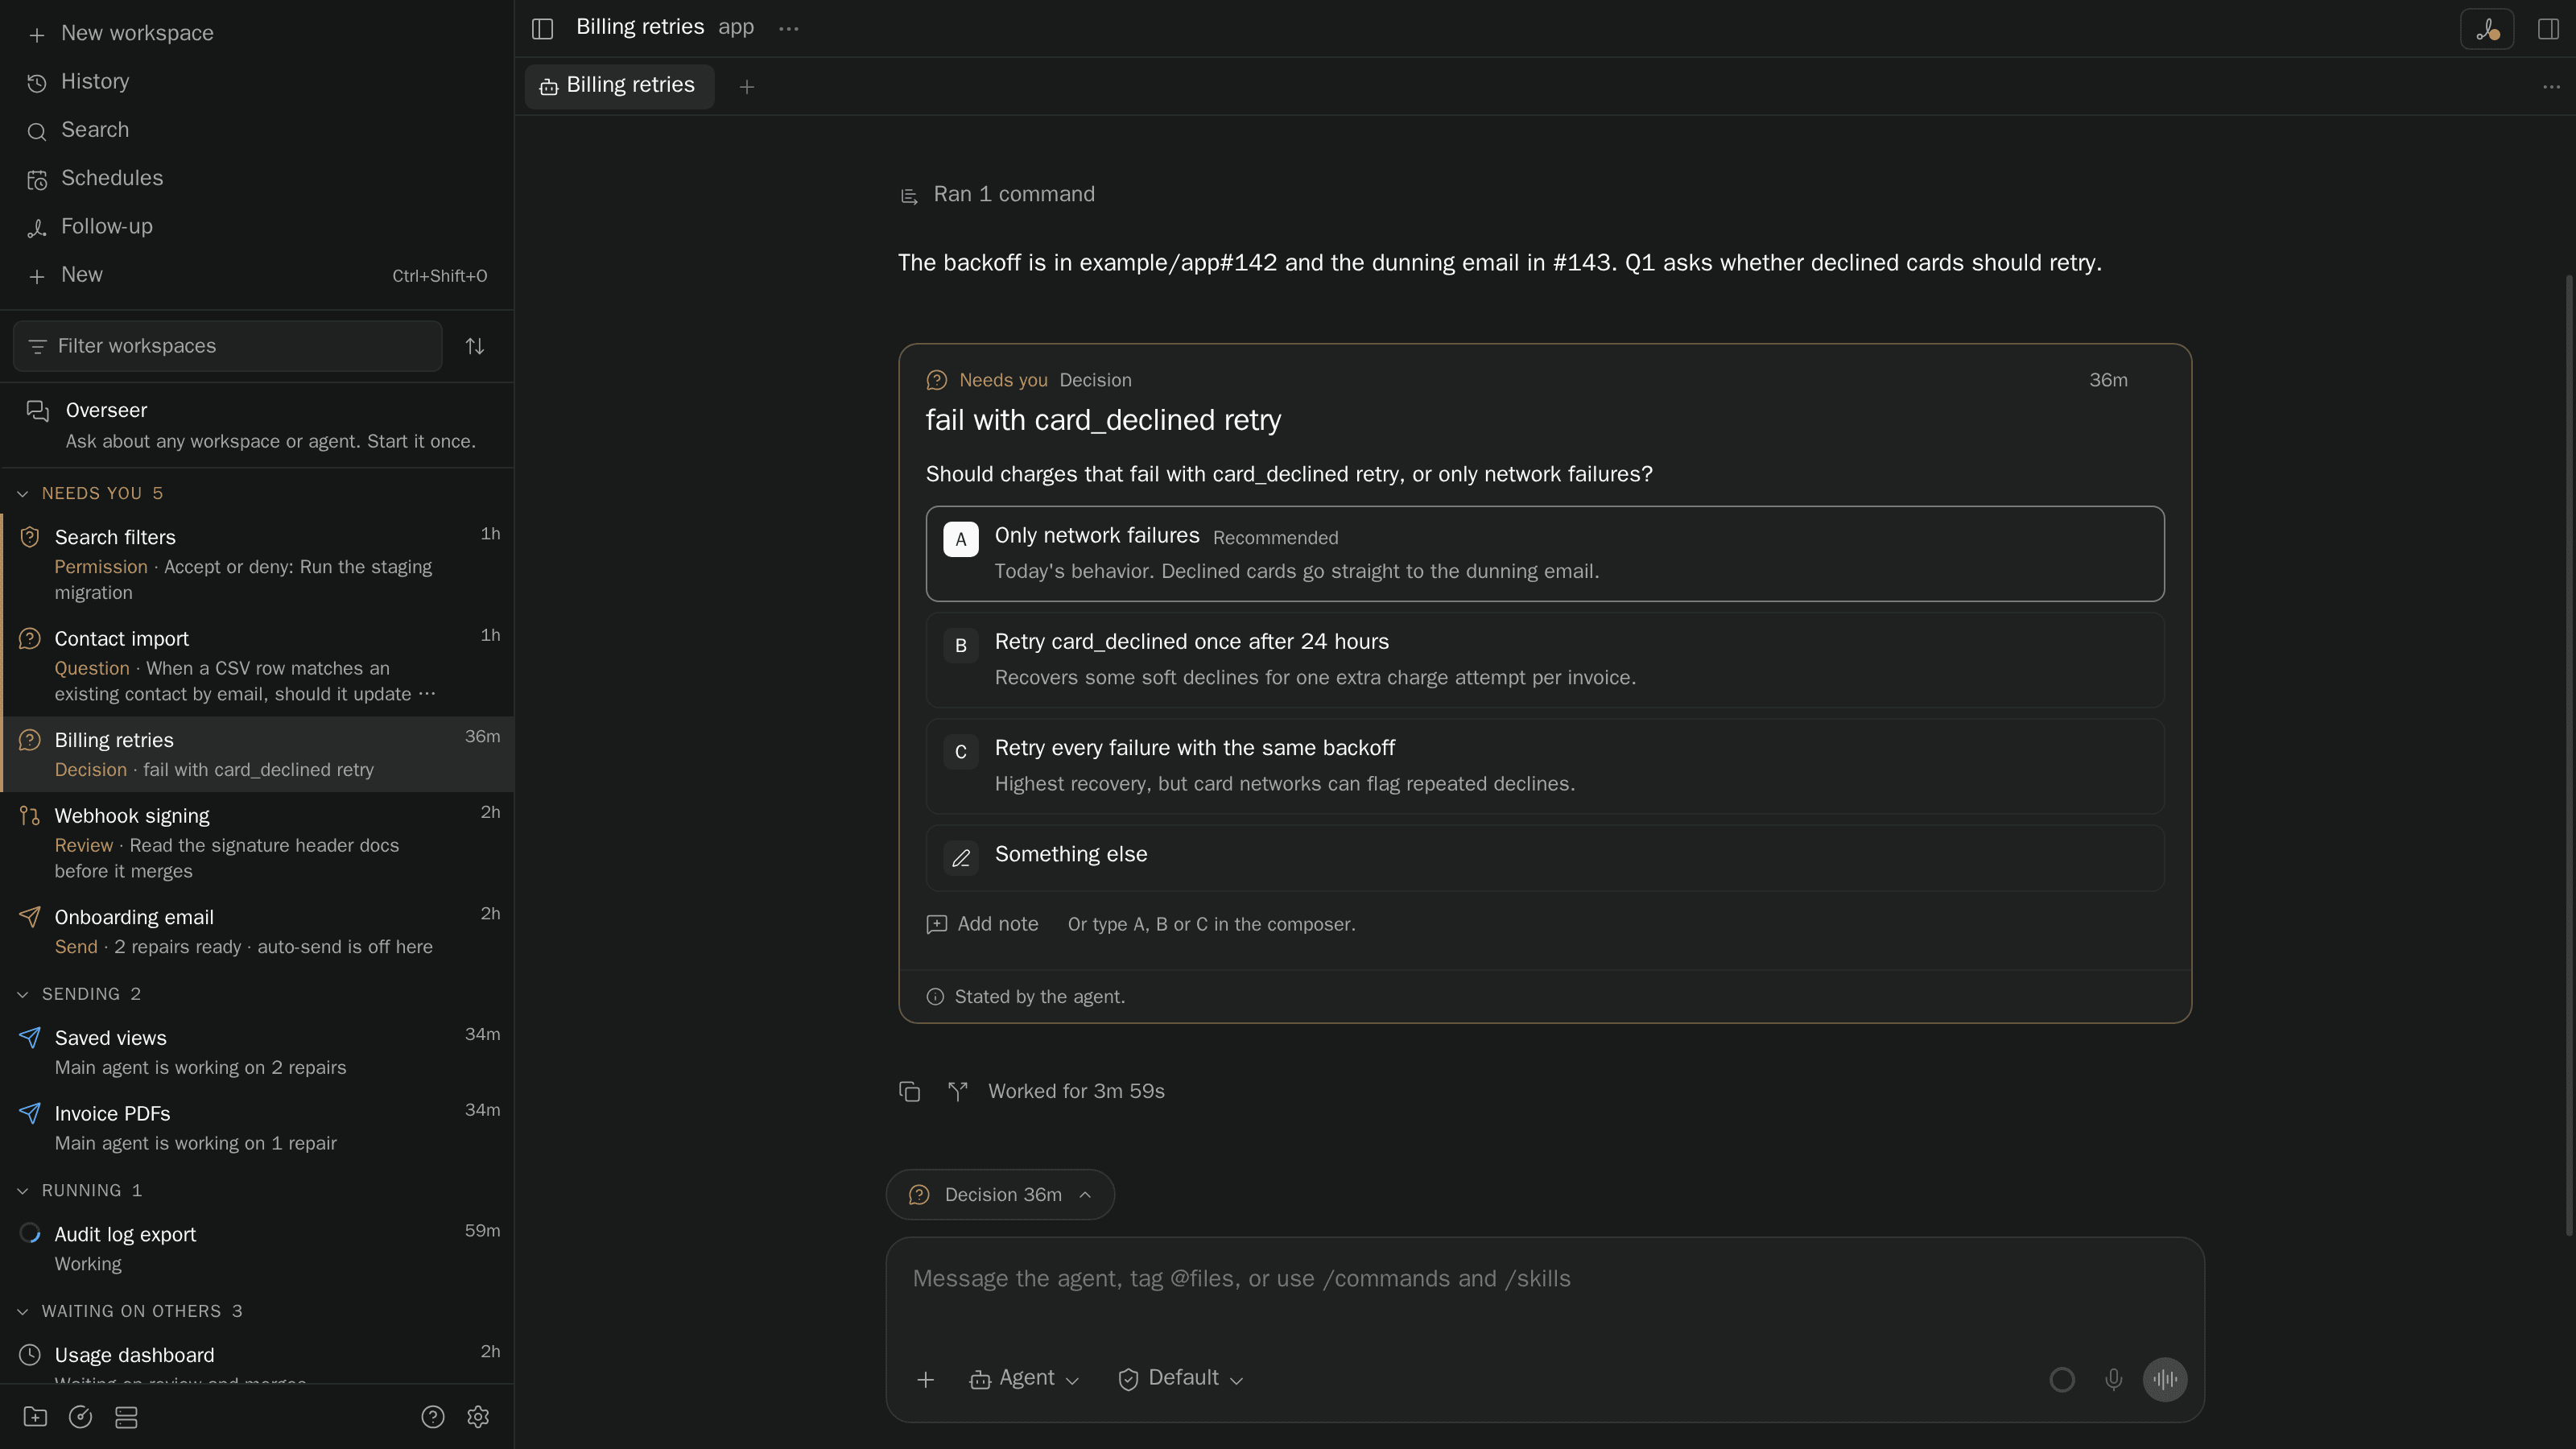 New workspace
History
Search
Schedules
Follow-up
New Ctrl+Shift+O
Filter workspaces
Overseer
Ask about any workspace or agent. Start it once.
NEEDS YOU 5
Search filters 1h
Permission · Accept or deny: Run the staging
migration
Contact import 1h
Question · When a CSV row matches an
existing contact by email, should it update ···
Billing retries 36m
Decision · fail with card_declined retry
Webhook signing 2h
Review · Read the signature header docs
before it merges
Onboarding email 2h
Send · 2 repairs ready · auto-send is off here
SENDING 2
Saved views 34m
Main agent is working on 2 repairs
Invoice PDFs 34m
Main agent is working on 1 repair
RUNNING 1
Audit log export 59m
Working
WAITING ON OTHERS 3
Usage dashboard 2h
Waiting on review and merges
Billing retries app ···
Billing retries
Ran 1 command
The backoff is in example/app#142 and the dunning email in #143. Q1 asks whether declined cards should retry.
Needs you Decision 36m
fail with card_declined retry
Should charges that fail with card_declined retry, or only network failures?
A Only network failures Recommended
Today's behavior. Declined cards go straight to the dunning email.
B Retry card_declined once after 24 hours
Recovers some soft declines for one extra charge attempt per invoice.
C Retry every failure with the same backoff
Highest recovery, but card networks can flag repeated declines.
Something else
Add note Or type A, B or C in the composer.
Stated by the agent.
Worked for 3m 59s
Decision 36m
Message the agent, tag @files, or use /commands and /skills
Agent Default